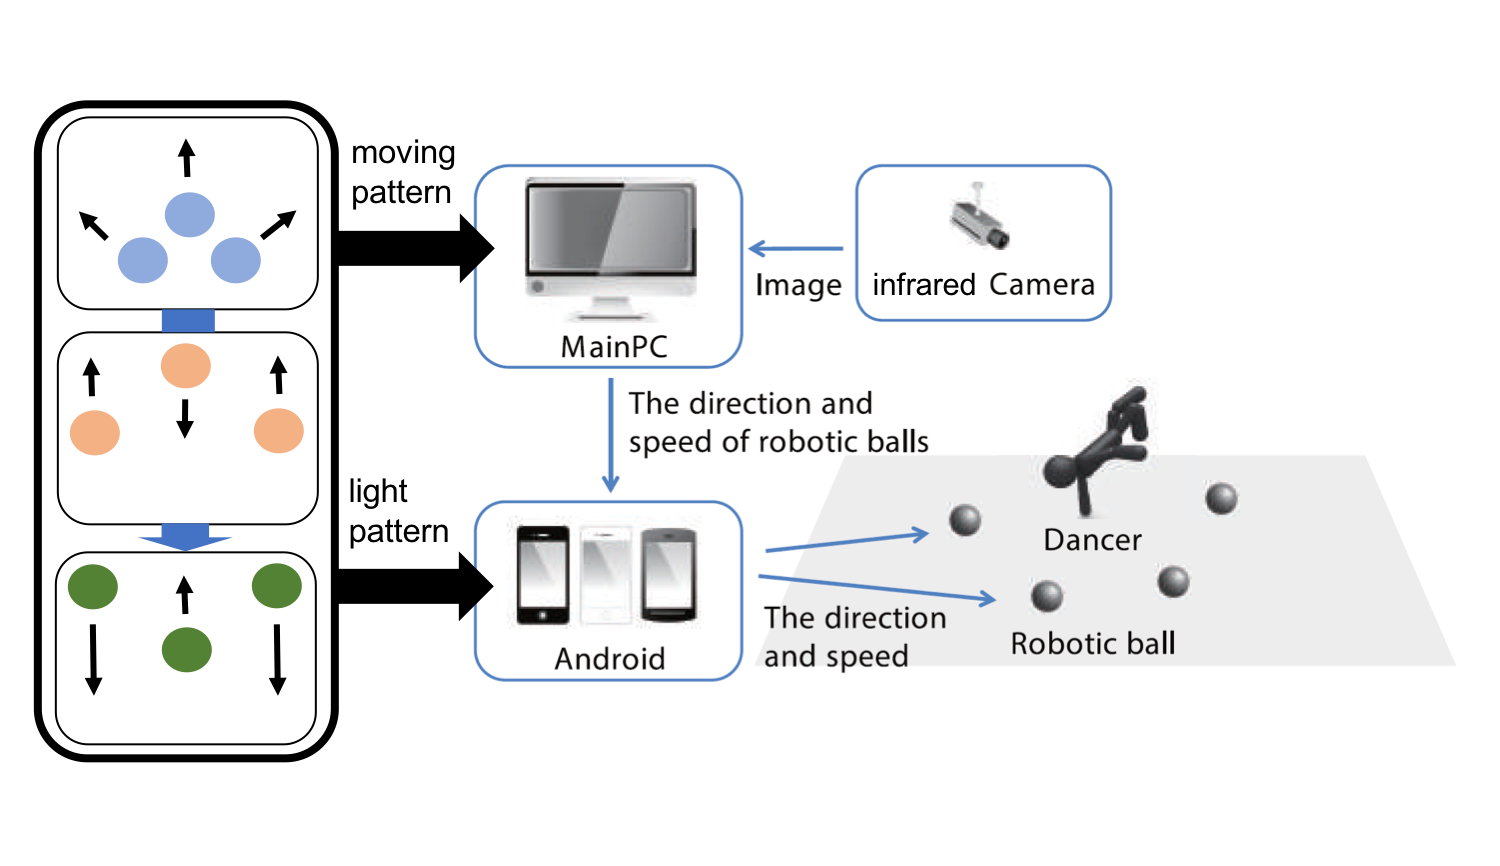 moving
pattern
MainPC
Image
infrared Camera
The direction and
speed of robotic balls
light
pattern
Android
The direction
and speed
Dancer
Robotic ball